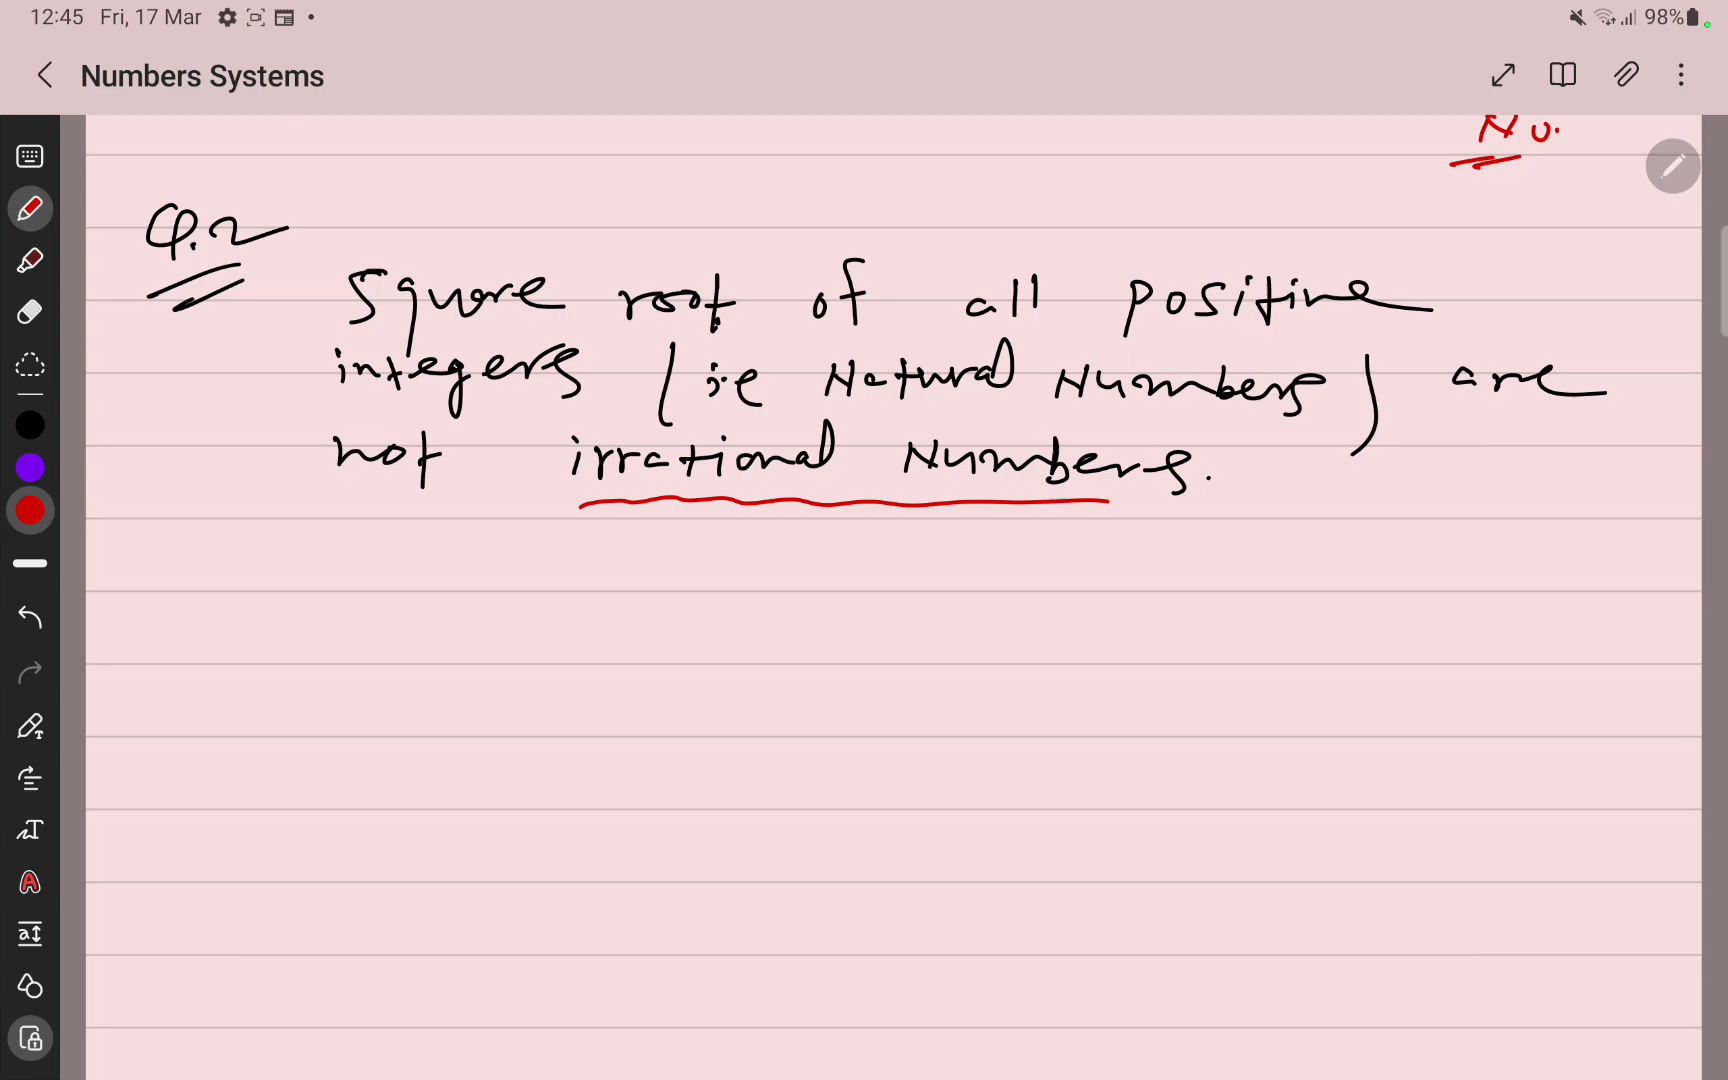 12:45 Fri, 17 Mar 98%
Numbers Systems
No.
Q.2
Square root of all positive
integers (i.e Natural Numbers) are
not irrational Numbers.